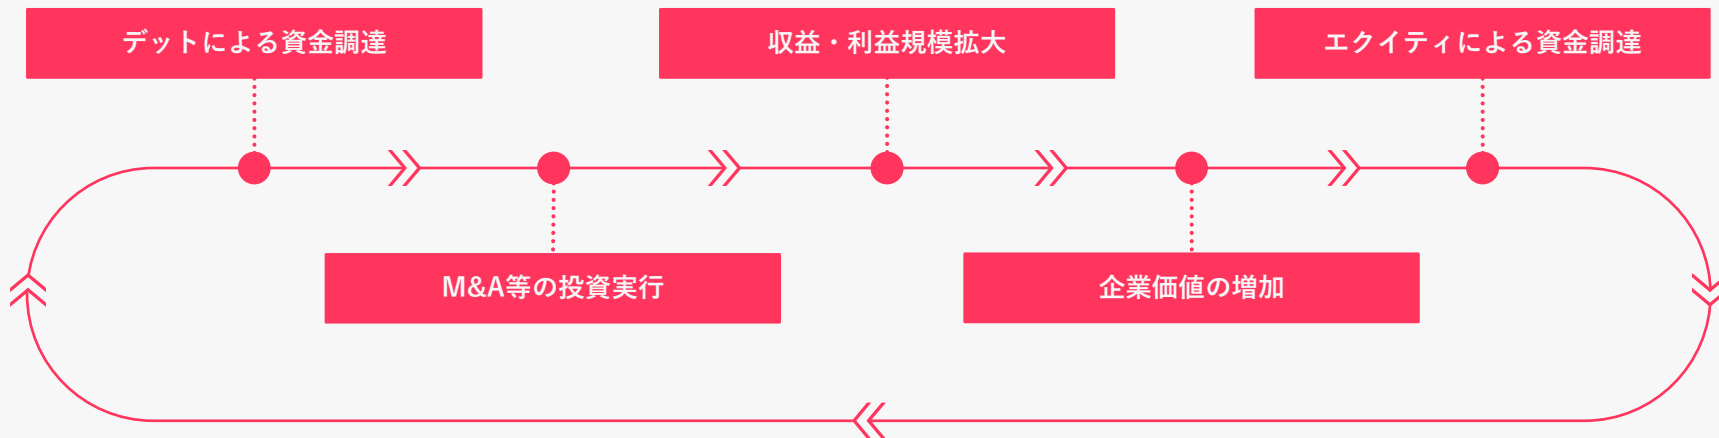 デットによる資金調達
収益・利益規模拡大
エクイティによる資金調達
M&A等の投資実行
企業価値の増加